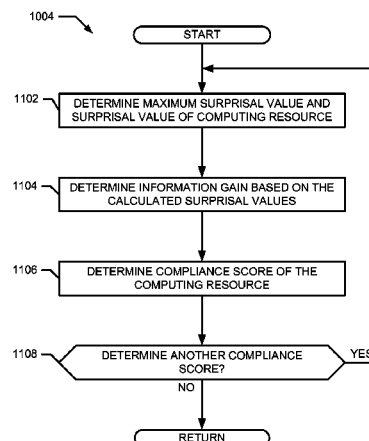 1004
START
1102
DETERMINE MAXIMUM SURPRISAL VALUE AND
SURPRISAL VALUE OF COMPUTING RESOURCE
1104
DETERMINE INFORMATION GAIN BASED ON THE
CALCULATED SURPRISAL VALUES
1106
DETERMINE COMPLIANCE SCORE OF THE
COMPUTING RESOURCE
1108
DETERMINE ANOTHER COMPLIANCE
SCORE?
YES
NO
RETURN